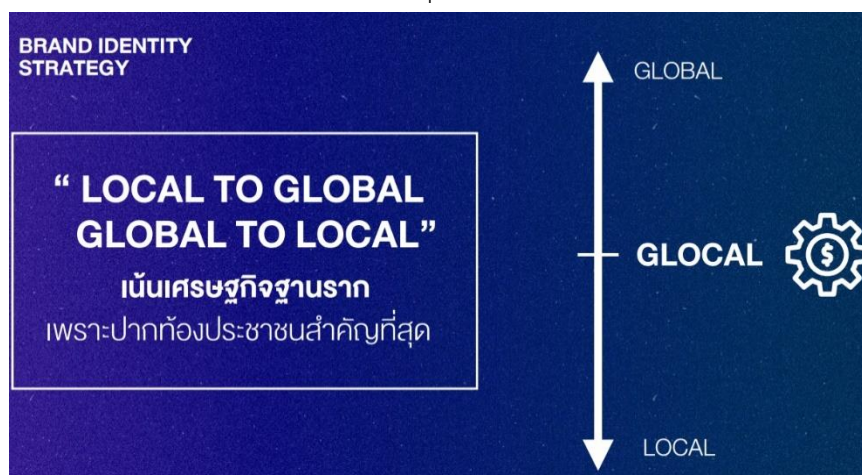 BRAND IDENTITY
STRATEGY
“ LOCAL TO GLOBAL
GLOBAL TO LOCAL”
เน้นเศรษฐกิจฐานราก
เพราะปากท้องประชาชนสำคัญที่สุด
GLOBAL
GLOCAL
$
LOCAL